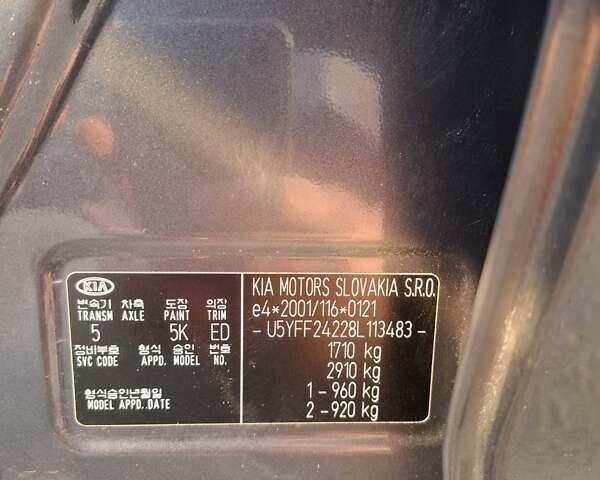 KIA
변속기 차축 도장 의장
TRANSM AXLE PAINT TRIM
5 5K ED
정비부호 형식 승인 번호
SVC CODE APPD. MODEL NO.
형식승인년월일
MODEL APPD. DATE
KIA MOTORS SLOVAKIA S.R.O.
e4*2001/116*0121
- U5YFF24228L113483 -
1710 kg
2910 kg
1 - 960 kg
2 - 920 kg